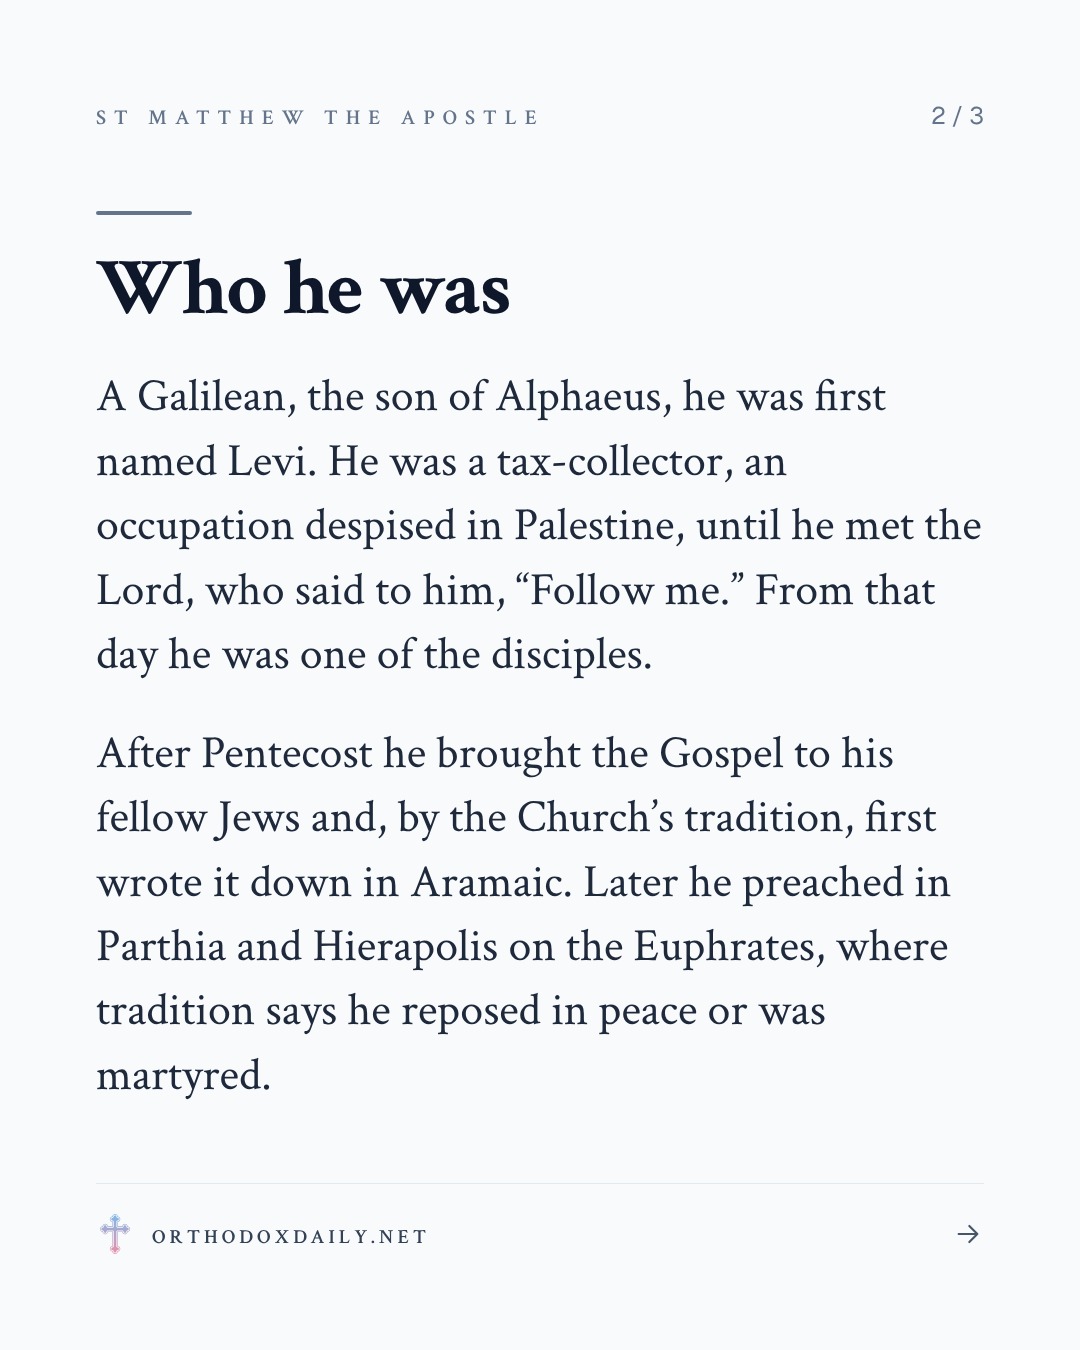 ST MATTHEW THE APOSTLE
2 / 3
Who he was
A Galilean, the son of Alphaeus, he was first
named Levi. He was a tax-collector, an
occupation despised in Palestine, until he met the
Lord, who said to him, “Follow me.” From that
day he was one of the disciples.
After Pentecost he brought the Gospel to his
fellow Jews and, by the Church’s tradition, first
wrote it down in Aramaic. Later he preached in
Parthia and Hierapolis on the Euphrates, where
tradition says he reposed in peace or was
martyred.
ORTHODOXDAILY.NET